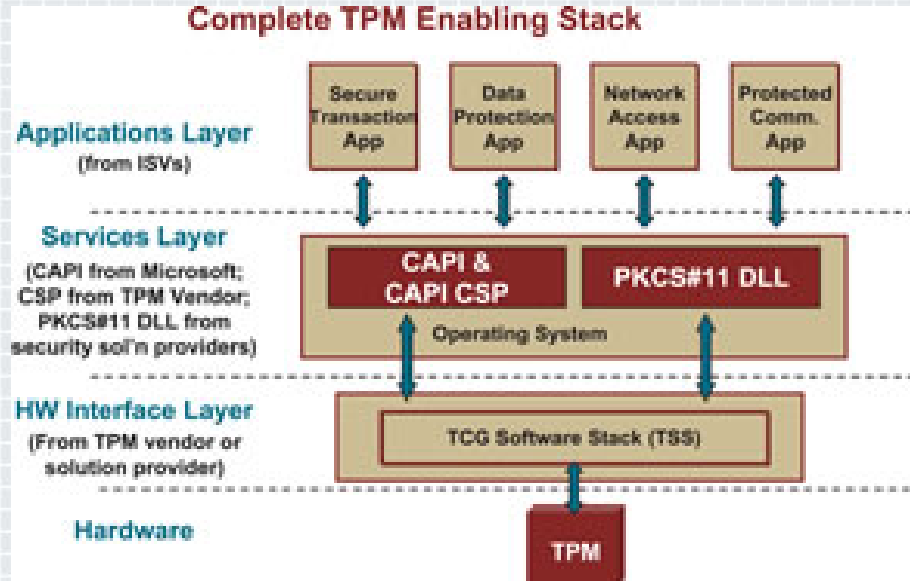 Complete TPM Enabling Stack
Applications Layer
(from ISVs)
Secure
Transaction
App
Data
Protection
App
Network
Access
App
Protected
Comm.
App
Services Layer
(CAPI from Microsoft;
CSP from TPM Vendor;
PKCS#11 DLL from
security sol'n providers)
CAPI &
CAPI CSP
PKCS#11 DLL
Operating System
HW Interface Layer
(From TPM vendor or
solution provider)
TCG Software Stack (TSS)
Hardware
TPM